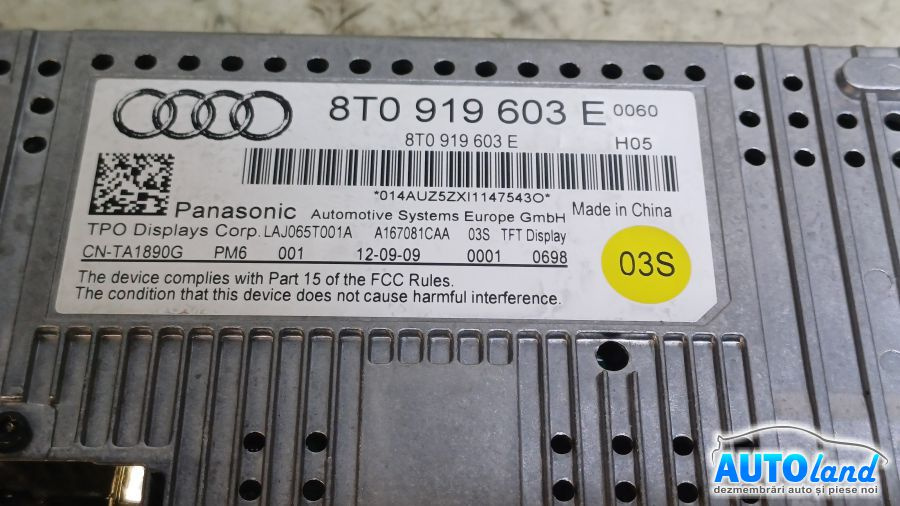 8T0 919 603 E 0060
8T0 919 603 E H05
*014AUZ5ZXI1147543O*
Panasonic Automotive Systems Europe GmbH Made in China
TPO Displays Corp. LAJ065T001A A167081CAA 03S TFT Display
CN-TA1890G PM6 001 12-09-09 0001 0698
03S
The device complies with Part 15 of the FCC Rules.
The condition that this device does not cause harmful interference.
AUTOland
dezmembrări auto și piese noi